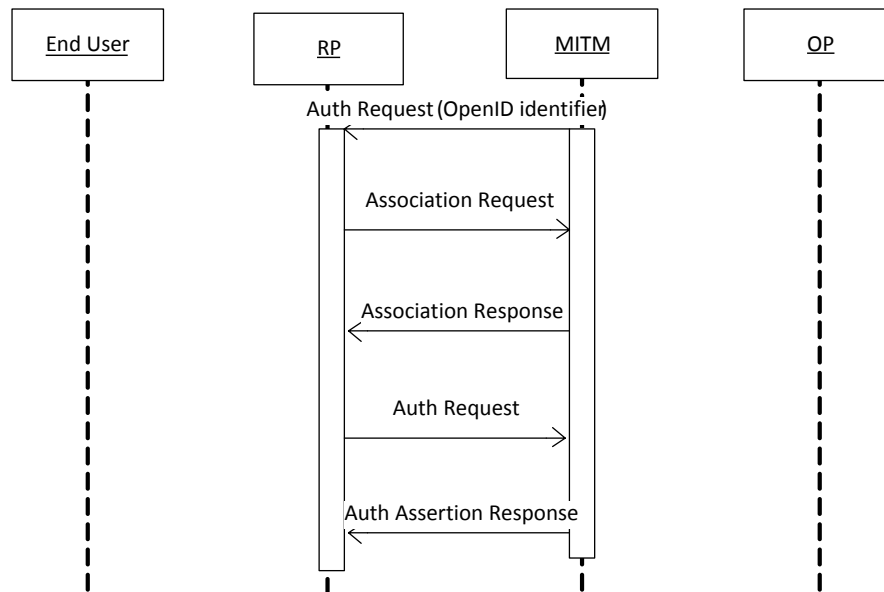 End User
RP
MITM
OP
Auth Request (OpenID identifier)
Association Request
Association Response
Auth Request
Auth Assertion Response